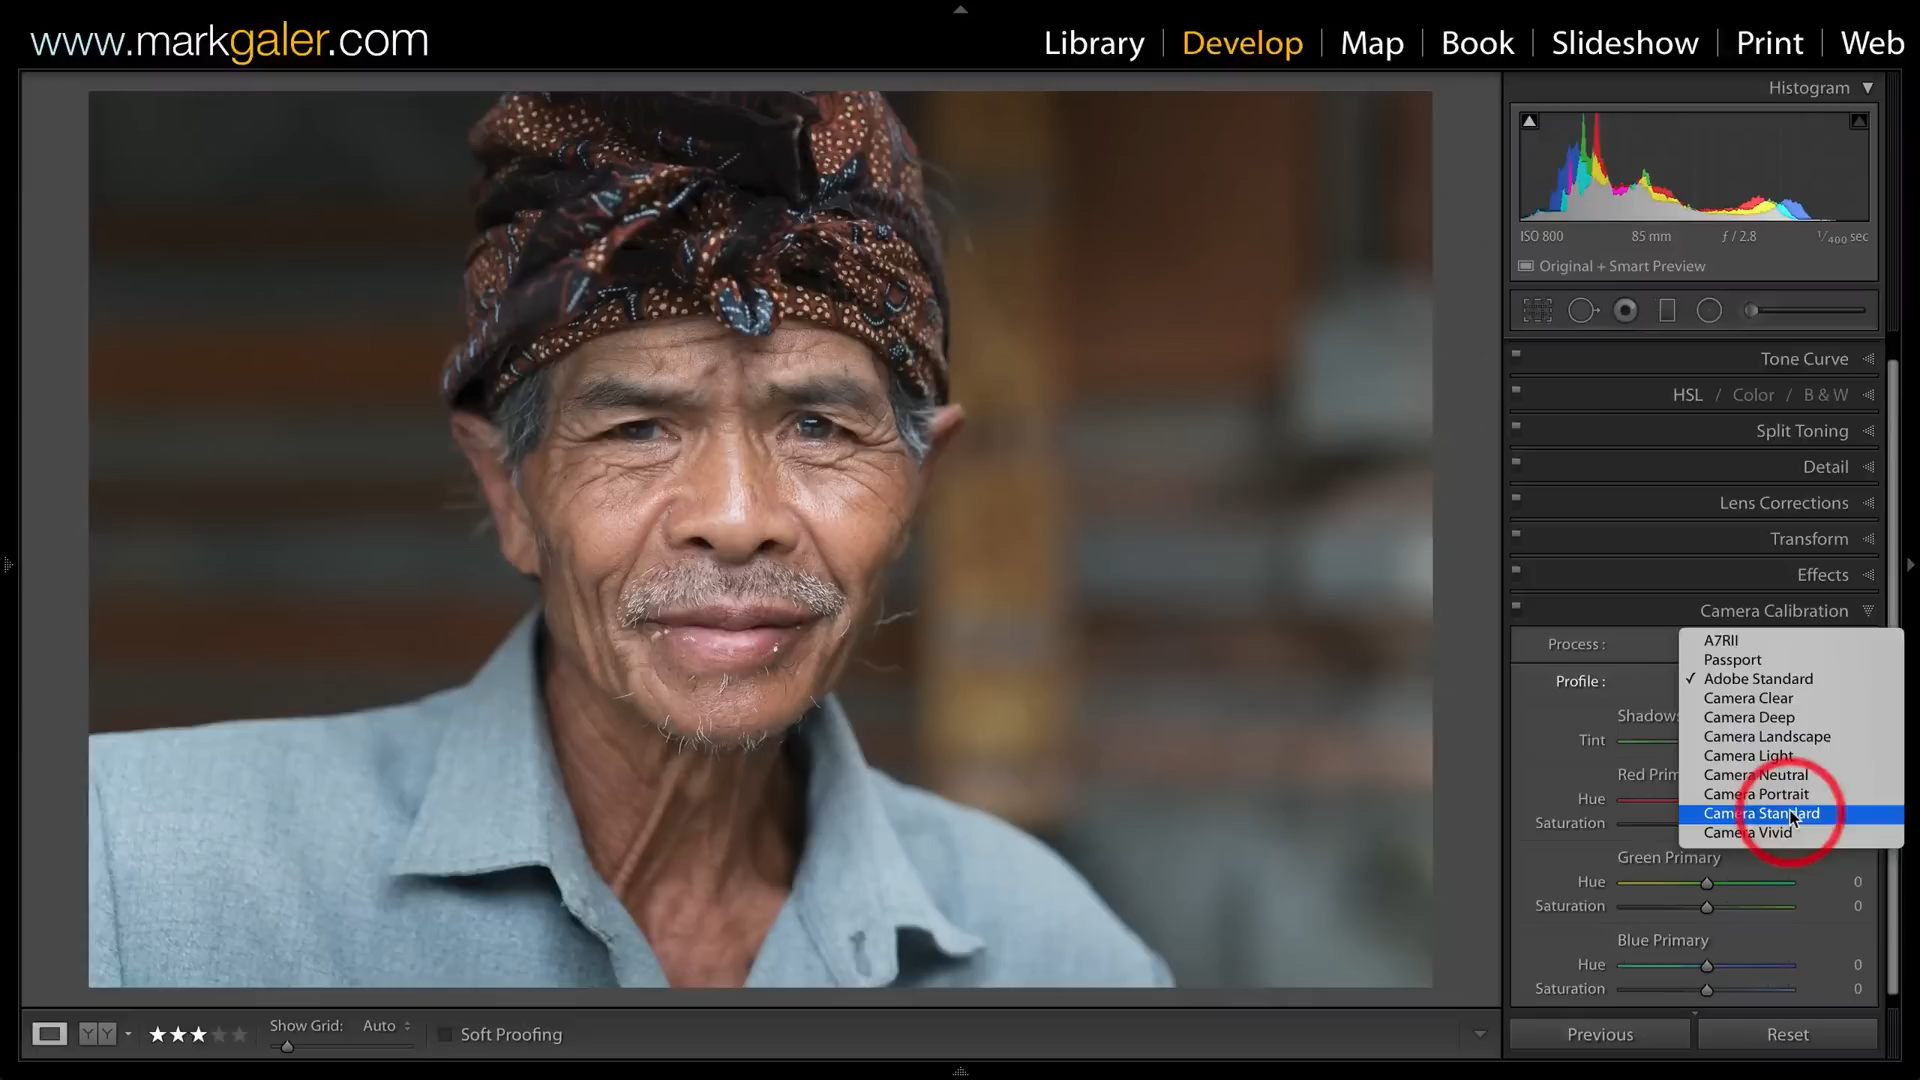 www.markgaler.com
Library | Develop | Map | Book | Slideshow | Print | Web
Histogram
ISO 800 85 mm ƒ / 2.8 1/400 sec
Original + Smart Preview
Tone Curve
HSL / Color / B & W
Split Toning
Detail
Lens Corrections
Transform
Effects
Camera Calibration
Process :
A7RII
Passport
Profile :
✓ Adobe Standard
Camera Clear
Shadow
Camera Deep
Tint
Camera Landscape
Camera Light
Red Prim
Camera Neutral
Hue
Camera Portrait
Saturation
Camera Standard
Camera Vivid
Green Primary
Hue 0
Saturation 0
Blue Primary
Hue 0
Saturation 0
YY
Show Grid: Auto
Soft Proofing
Previous
Reset